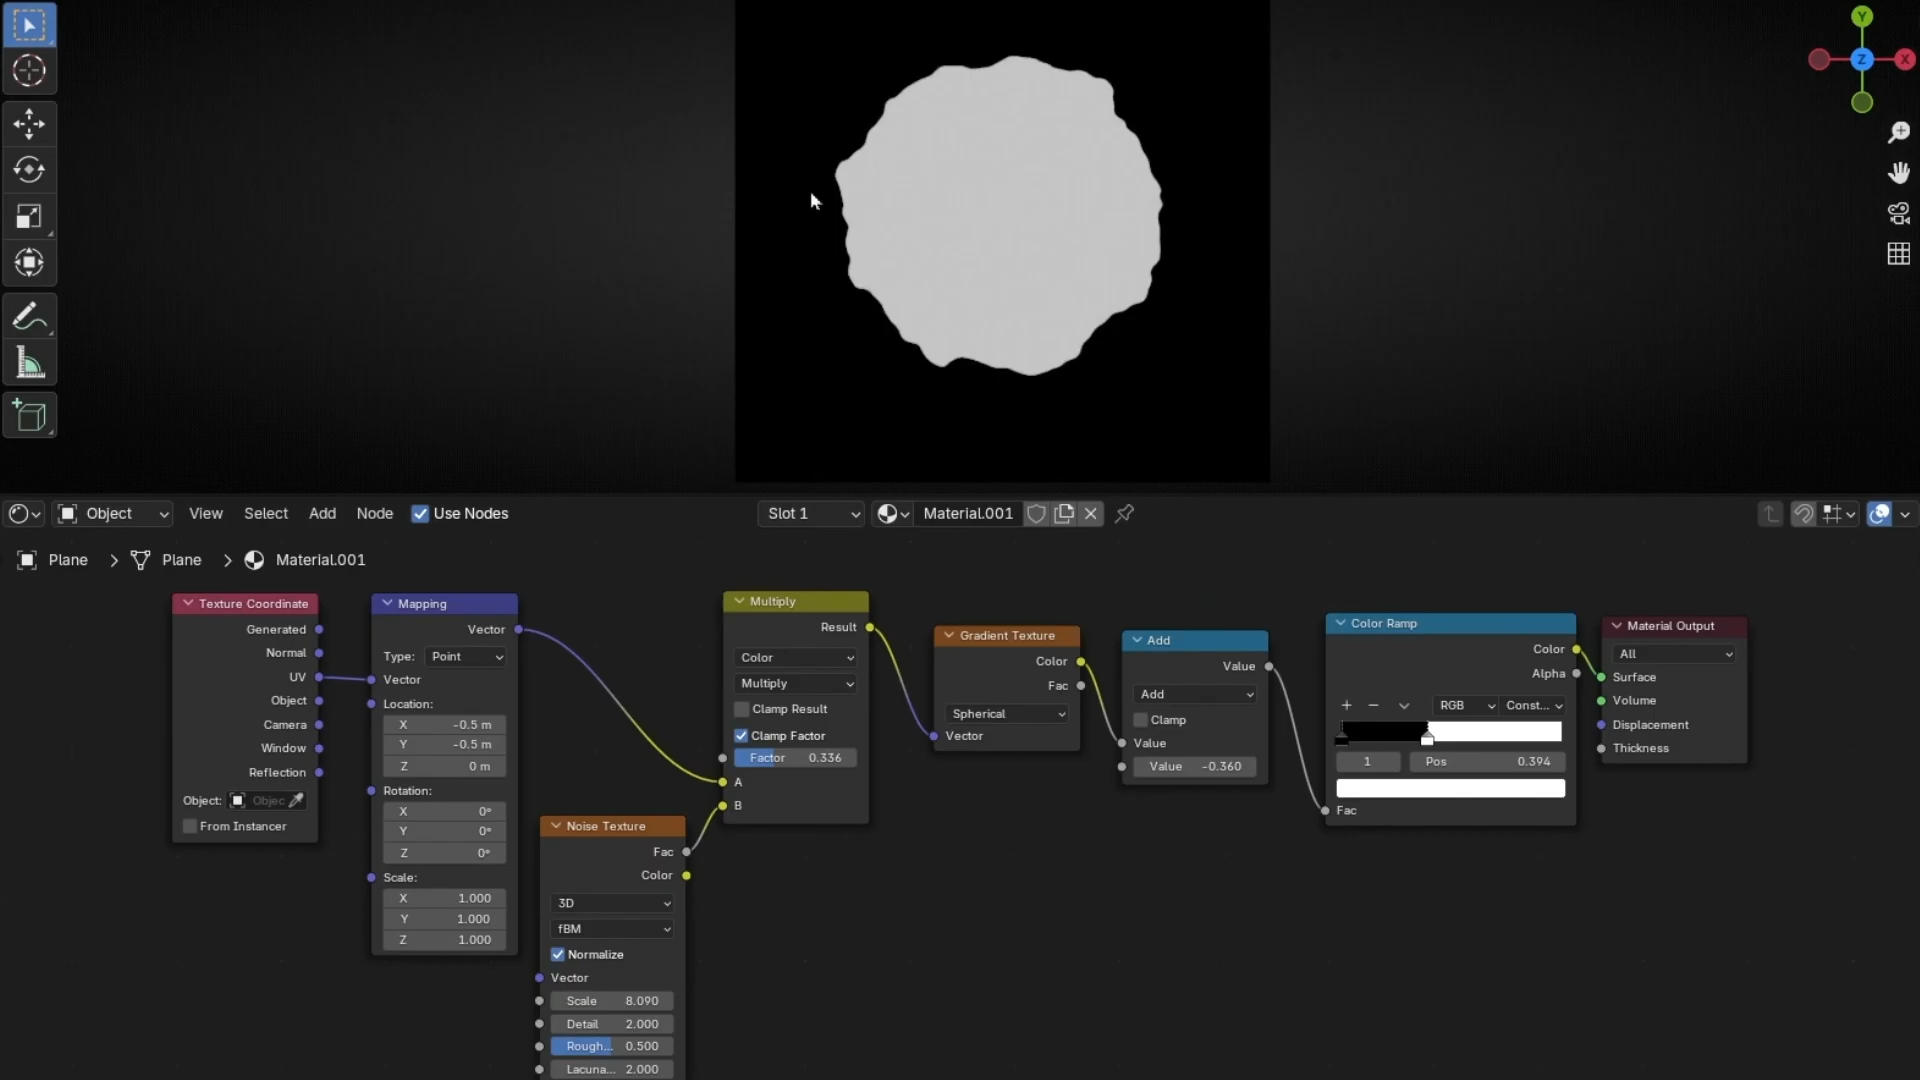 Y
Z
X
Object
View
Select
Add
Node
Use Nodes
Slot 1
Material.001
Plane > Plane > Material.001
Texture Coordinate
Generated
Normal
UV
Object
Camera
Window
Reflection
Object:
Objec
From Instancer
Mapping
Vector
Type: Point
Vector
Location:
X -0.5 m
Y -0.5 m
Z 0 m
Rotation:
X 0°
Y 0°
Z 0°
Scale:
X 1.000
Y 1.000
Z 1.000
Noise Texture
Fac
Color
3D
fBM
Normalize
Vector
Scale 8.090
Detail 2.000
Rough... 0.500
Lacuna... 2.000
Multiply
Result
Color
Multiply
Clamp Result
Clamp Factor
Factor 0.336
A
B
Gradient Texture
Color
Fac
Spherical
Vector
Add
Value
Add
Clamp
Value
Value -0.360
Color Ramp
Color
Alpha
+ − RGB Const...
1 Pos 0.394
Fac
Material Output
All
Surface
Volume
Displacement
Thickness